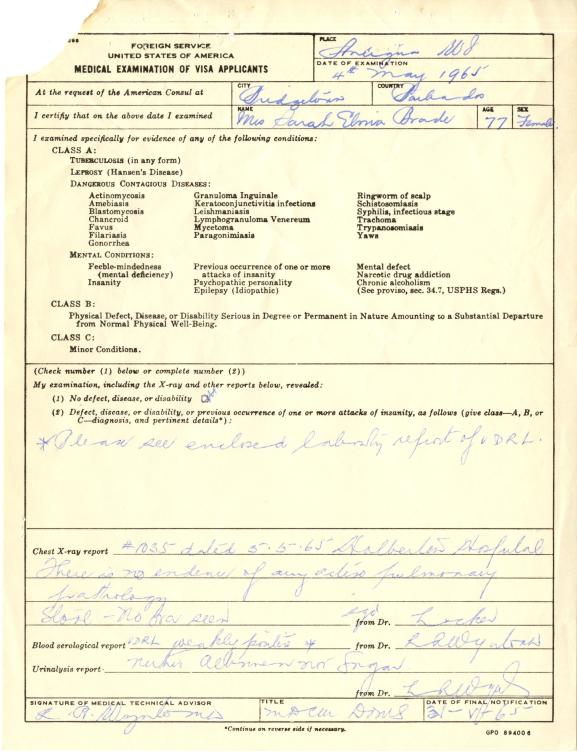 FOREIGN SERVICE
UNITED STATES OF AMERICA
MEDICAL EXAMINATION OF VISA APPLICANTS
PLACE
Antigua WI
DATE OF EXAMINATION
4th May 1965
At the request of the American Consul at
CITY
Bridgetown
COUNTRY
Barbados
I certify that on the above date I examined
NAME
Mrs Sarah Elmira Brade
AGE
77
SEX
Female
I examined specifically for evidence of any of the following conditions:
CLASS A:
TUBERCULOSIS (in any form)
LEPROSY (Hansen's Disease)
DANGEROUS CONTAGIOUS DISEASES:
Actinomycosis
Amebiasis
Blastomycosis
Chancroid
Favus
Filariasis
Gonorrhea
Granuloma Inguinale
Keratoconjunctivitis infections
Leishmaniasis
Lymphogranuloma Venereum
Mycetoma
Paragonimiasis
Ringworm of scalp
Schistosomiasis
Syphilis, infectious stage
Trachoma
Trypanosomiasis
Yaws
MENTAL CONDITIONS:
Feeble-mindedness
(mental deficiency)
Insanity
Previous occurrence of one or more
attacks of insanity
Psychopathic personality
Epilepsy (Idiopathic)
Mental defect
Narcotic drug addiction
Chronic alcoholism
(See proviso, sec. 34.7, USPHS Regs.)
CLASS B:
Physical Defect, Disease, or Disability Serious in Degree or Permanent in Nature Amounting to a Substantial Departure
from Normal Physical Well-Being.
CLASS C:
Minor Conditions.
(Check number (1) below or complete number (2))
My examination, including the X-ray and other reports below, revealed:
(1) No defect, disease, or disability
(2) Defect, disease, or disability, or previous occurrence of one or more attacks of insanity, as follows (give class—A, B, or
C—diagnosis, and pertinent details*):
* Please see enclosed laboratory report of VDRL.
Chest X-ray report #1035 dated 5.5.65 Holberton Hospital
There is no evidence of any active pulmonary
pathology
Stool - No ova seen sgd from Dr. Locker
Blood serological report VDRL weakly positive * from Dr.
Urinalysis report Neither Albumen nor Sugar
from Dr.
SIGNATURE OF MEDICAL TECHNICAL ADVISOR
TITLE
DATE OF FINAL NOTIFICATION
*Continue on reverse side if necessary.
GPO 894006